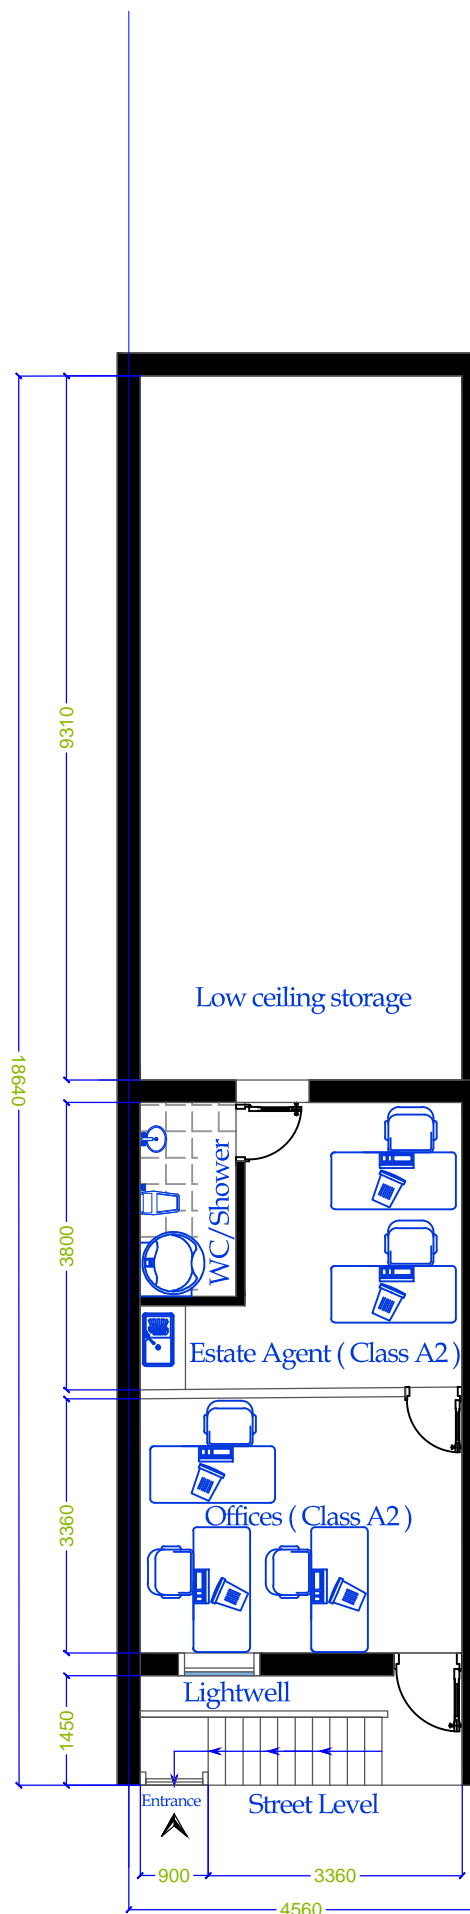 9310
Low ceiling storage
18640
WC/Shower
3800
Estate Agent ( Class A2 )
Offices ( Class A2 )
3360
Lightwell
1450
Entrance
Street Level
900
3360
4560